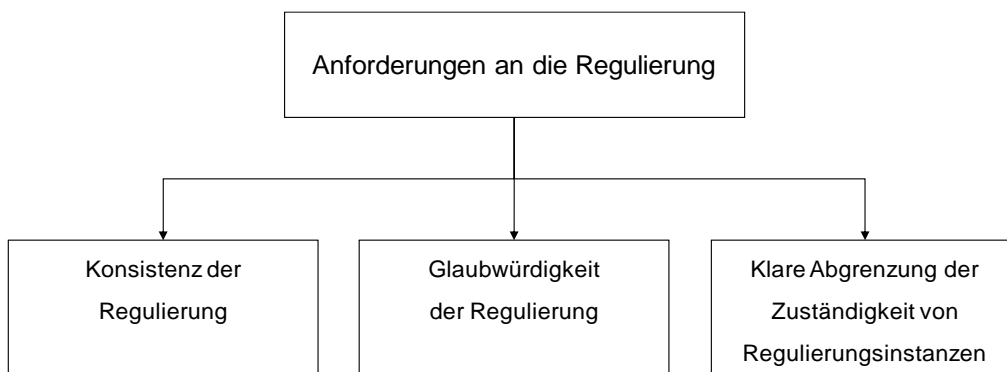 Anforderungen an die Regulierung
Konsistenz der
Regulierung
Glaubwürdigkeit
der Regulierung
Klare Abgrenzung der
Zuständigkeit von
Regulierungsinstanzen